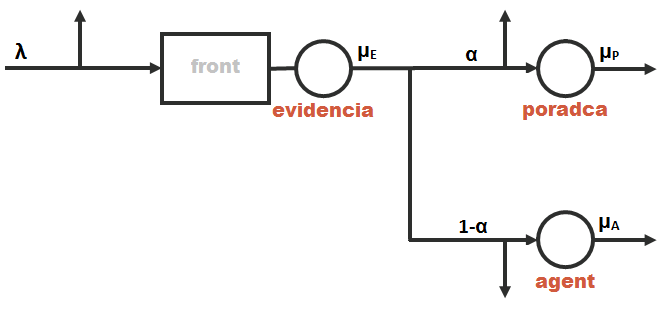 λ
front
μE
evidencia
α
μP
poradca
1-α
μA
agent